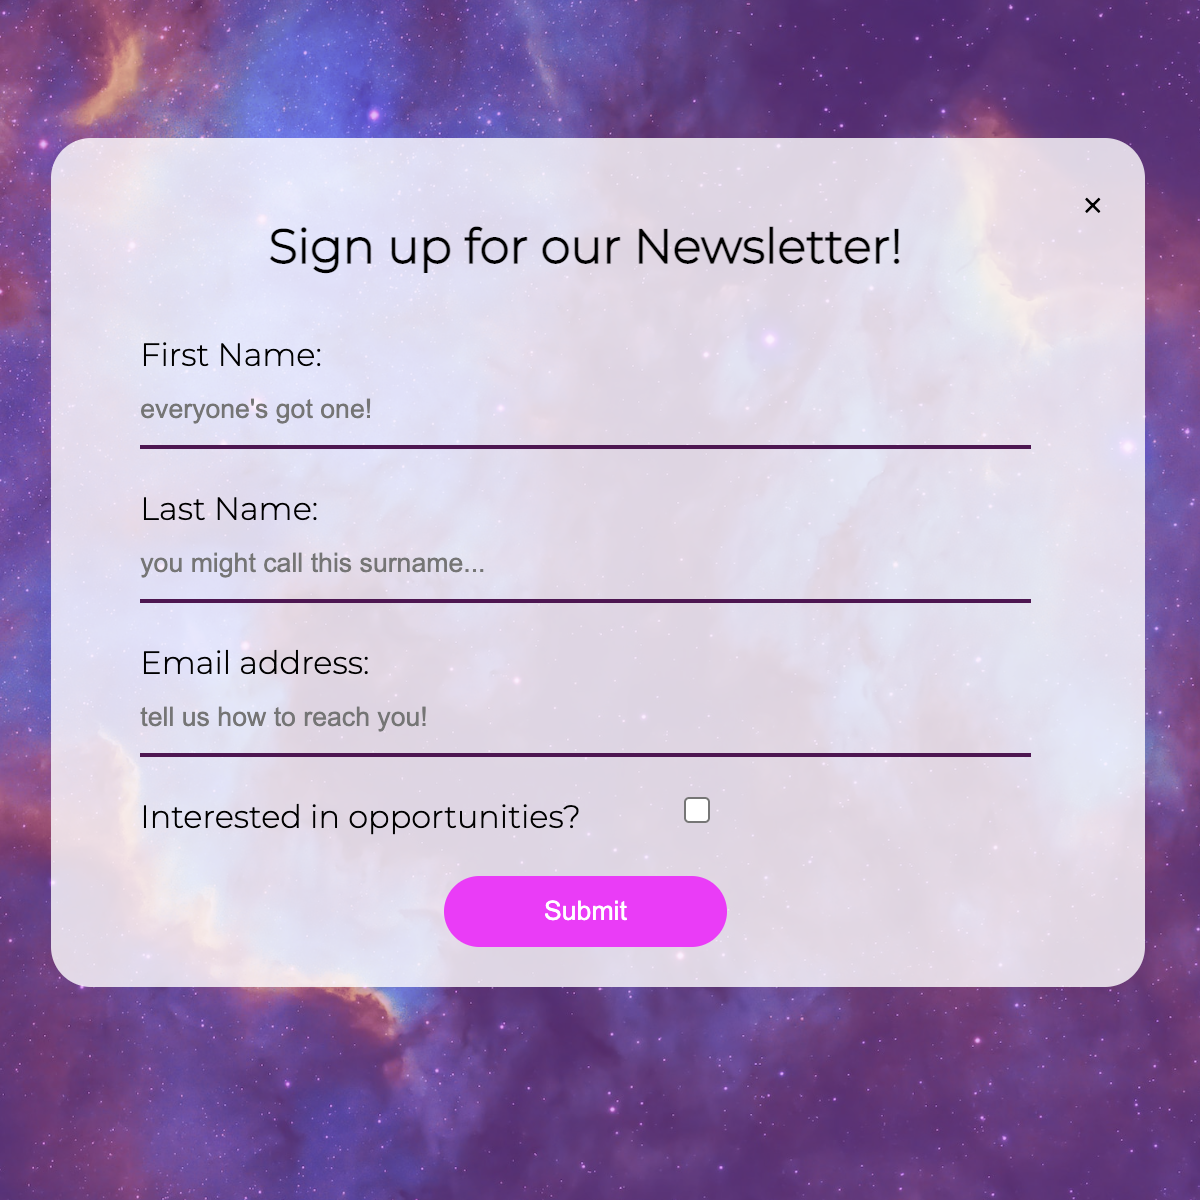 ×
Sign up for our Newsletter!
First Name:
everyone's got one!
Last Name:
you might call this surname...
Email address:
tell us how to reach you!
Interested in opportunities?
Submit